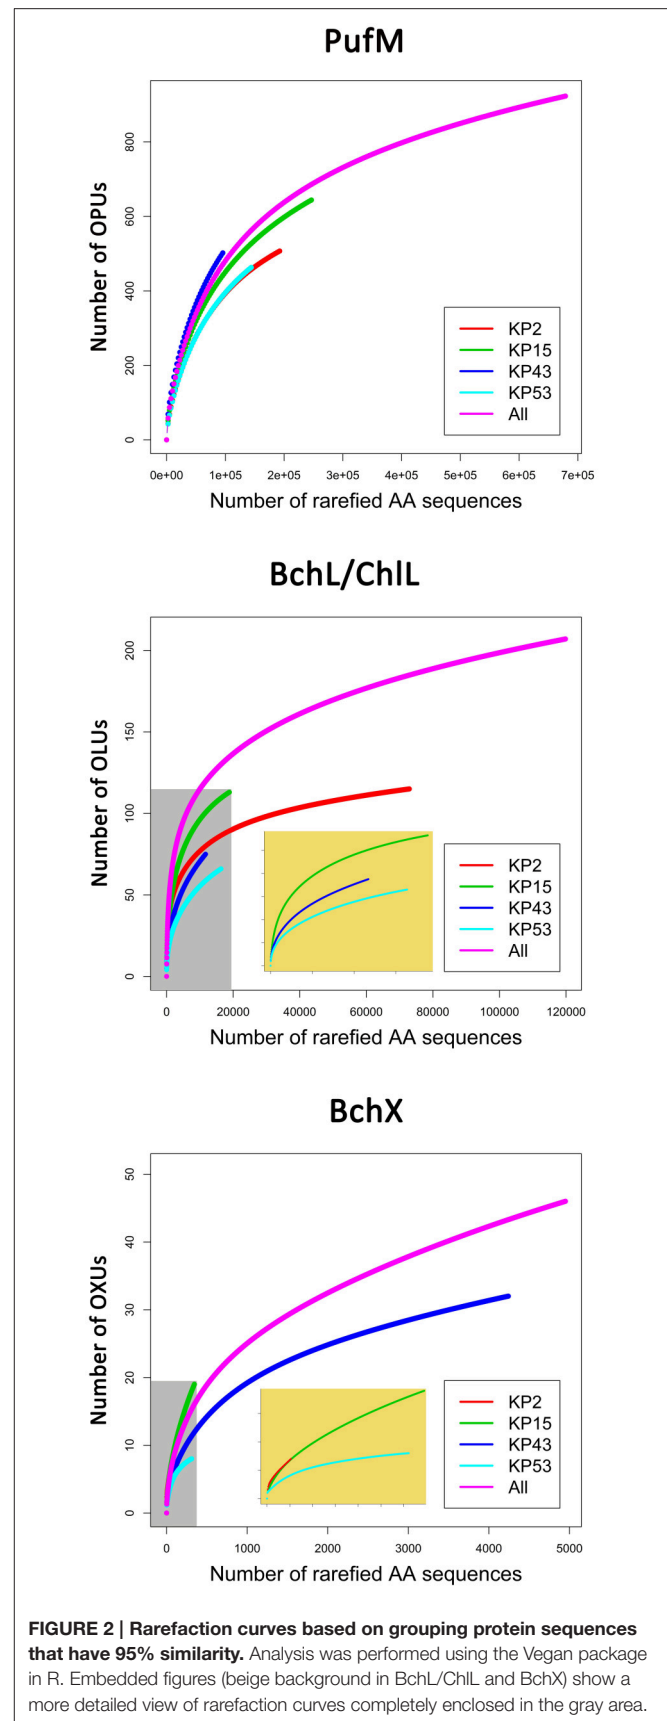 PufM
Number of OPUs
800
600
400
200
0
KP2
KP15
KP43
KP53
All
0e+00 1e+05 2e+05 3e+05 4e+05 5e+05 6e+05 7e+05
Number of rarefied AA sequences
BchL/ChlL
Number of OLUs
200
150
100
50
0
KP2
KP15
KP43
KP53
All
0 20000 40000 60000 80000 100000 120000
Number of rarefied AA sequences
BchX
Number of OXUs
50
40
30
20
10
0
KP2
KP15
KP43
KP53
All
0 1000 2000 3000 4000 5000
Number of rarefied AA sequences
FIGURE 2 | Rarefaction curves based on grouping protein sequences
that have 95% similarity. Analysis was performed using the Vegan package
in R. Embedded figures (beige background in BchL/ChlL and BchX) show a
more detailed view of rarefaction curves completely enclosed in the gray area.